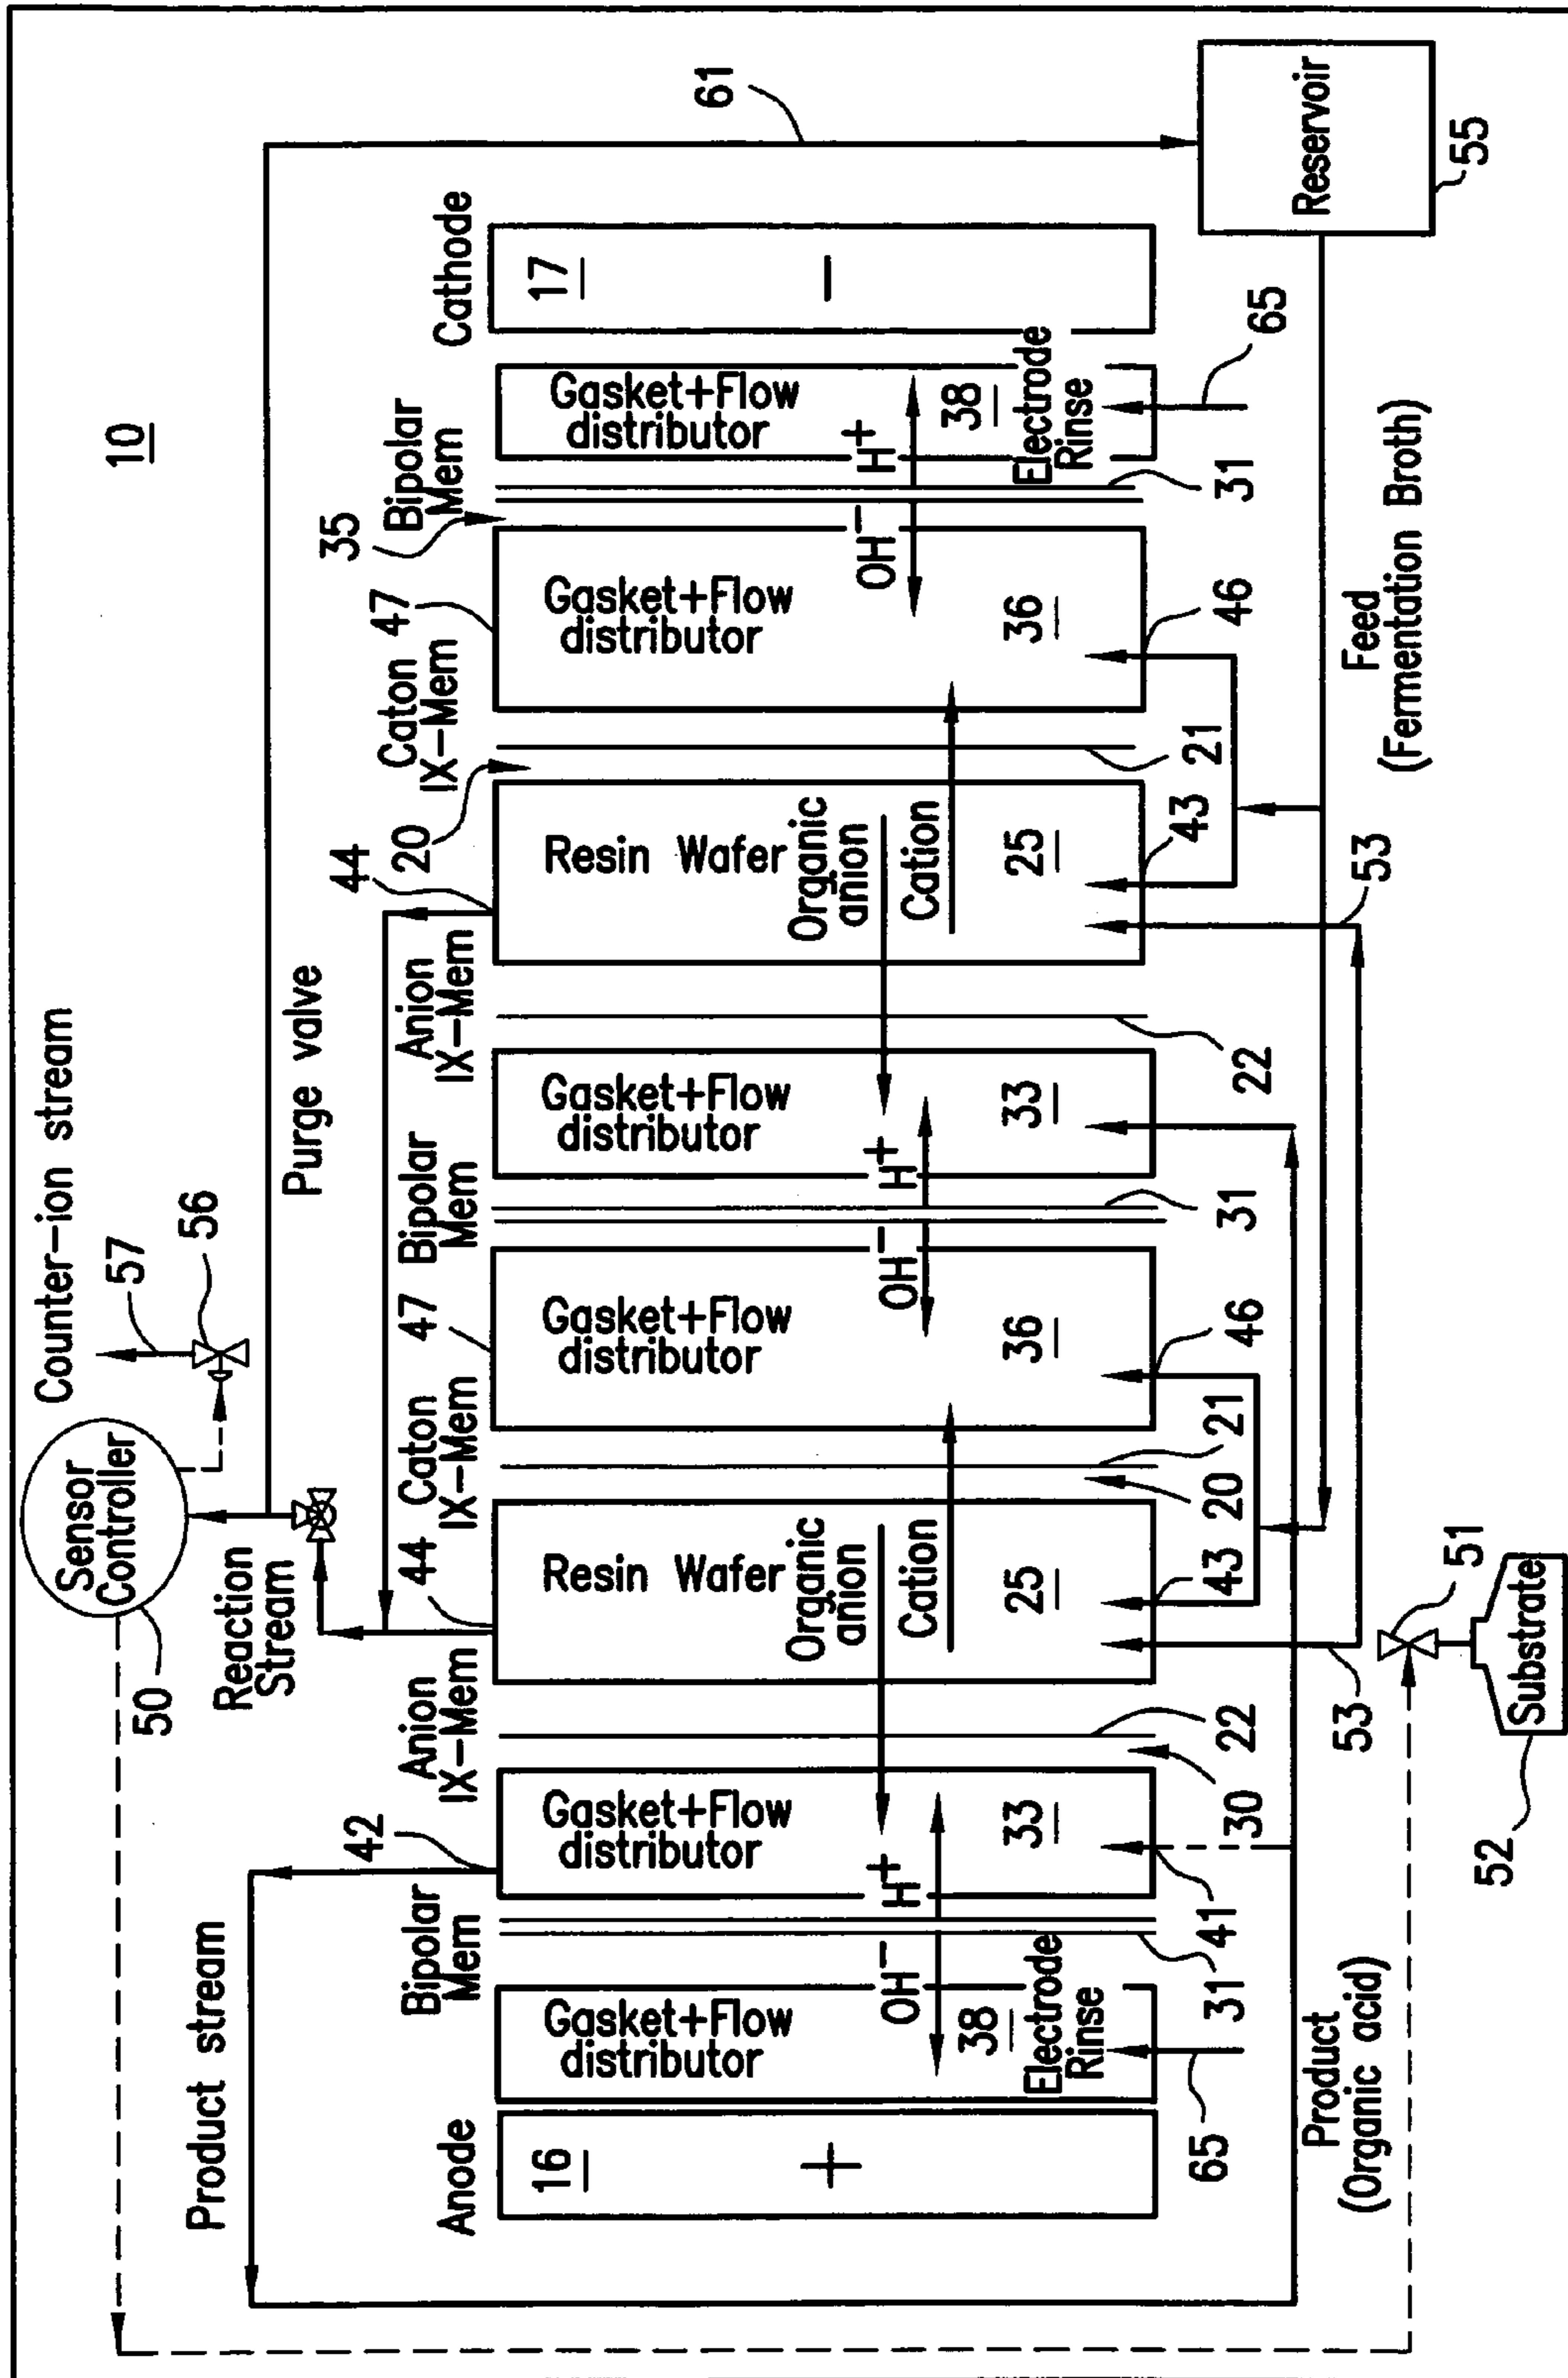 10
Counter-ion stream
57
56
Sensor
Controller
50
Purge valve
61
Reaction
Stream
Product stream
42
44
47
44
20
47
35
Anode
Bipolar
Mem
Anion
IX-Mem
Caton
IX-Mem
Bipolar
Mem
Anion
IX-Mem
Caton
IX-Mem
Bipolar
Mem
Cathode
16
+
Gasket+Flow
distributor
OH-
38
Electrode
Rinse
Gasket+Flow
distributor
H+
33
Resin Wafer
Organic
anion
Cation
25
Gasket+Flow
distributor
OH-
36
Gasket+Flow
distributor
H+
33
Resin Wafer
Organic
anion
Cation
25
Gasket+Flow
distributor
OH-
36
Gasket+Flow
distributor
H+
38
Electrode
Rinse
17
−
65
31
41
30
22
43
20
21
46
31
22
43
21
46
31
65
Product
(Organic acid)
53
53
Feed
(Fermentation Broth)
Reservoir
55
51
Substrate
52